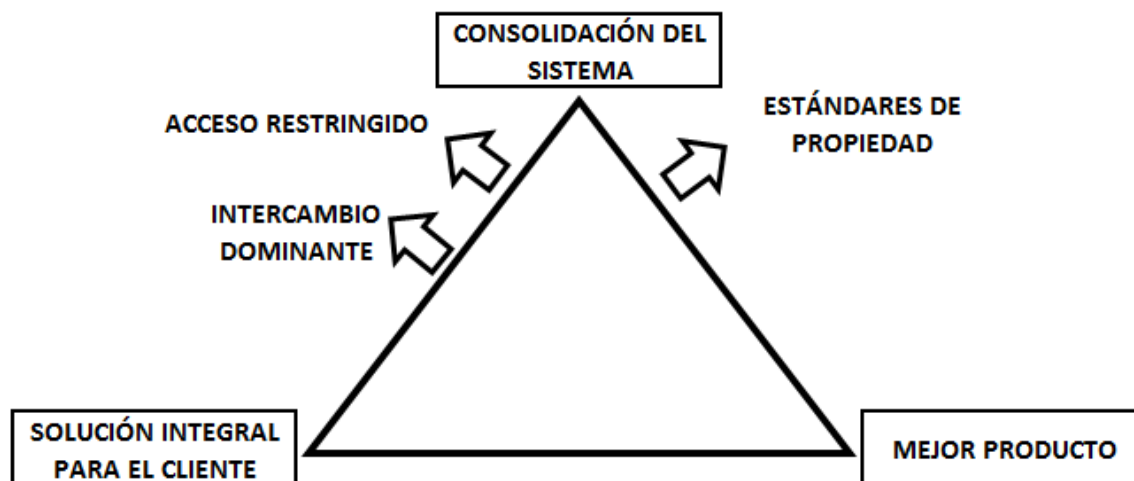 CONSOLIDACIÓN DEL
SISTEMA
ACCESO RESTRINGIDO
ESTÁNDARES DE
PROPIEDAD
INTERCAMBIO
DOMINANTE
SOLUCIÓN INTEGRAL
PARA EL CLIENTE
MEJOR PRODUCTO